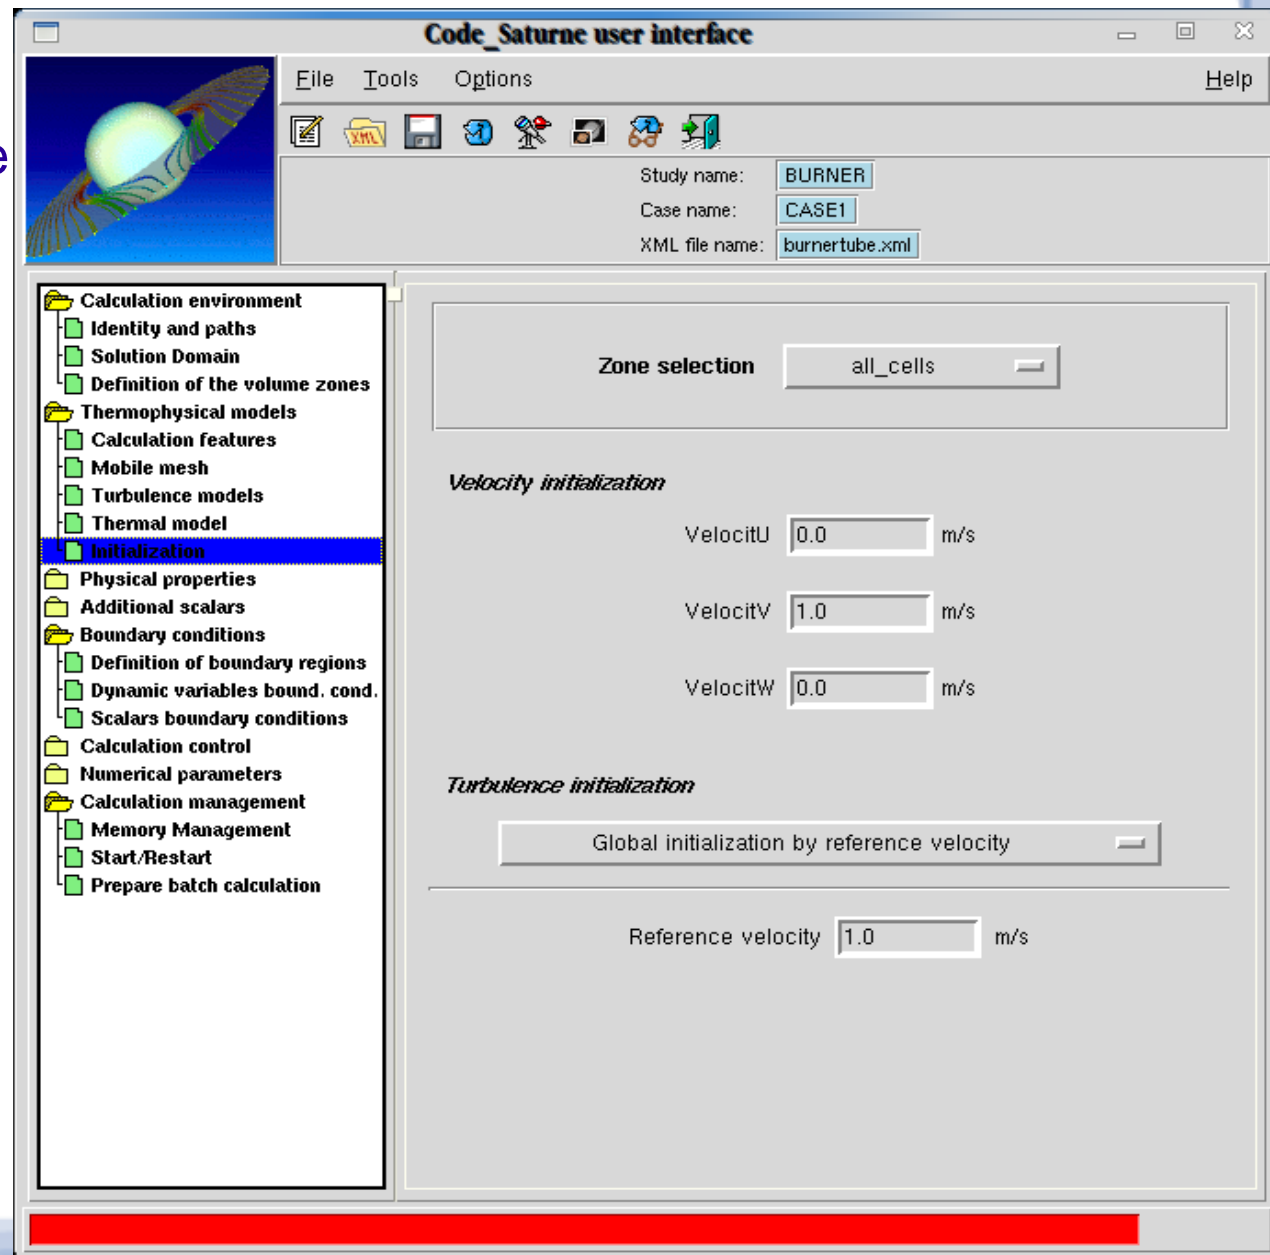 Code_Saturne user interface
File Tools Options Help
XML
e
Study name: BURNER
Case name: CASE1
XML file name: burnertube.xml
Calculation environment
Identity and paths
Solution Domain
Definition of the volume zones
Thermophysical models
Calculation features
Mobile mesh
Turbulence models
Thermal model
Initialization
Physical properties
Additional scalars
Boundary conditions
Definition of boundary regions
Dynamic variables bound. cond.
Scalars boundary conditions
Calculation control
Numerical parameters
Calculation management
Memory Management
Start/Restart
Prepare batch calculation
Zone selection all_cells
Velocity initialization
VelocitU 0.0 m/s
VelocitV 1.0 m/s
VelocitW 0.0 m/s
Turbulence initialization
Global initialization by reference velocity
Reference velocity 1.0 m/s